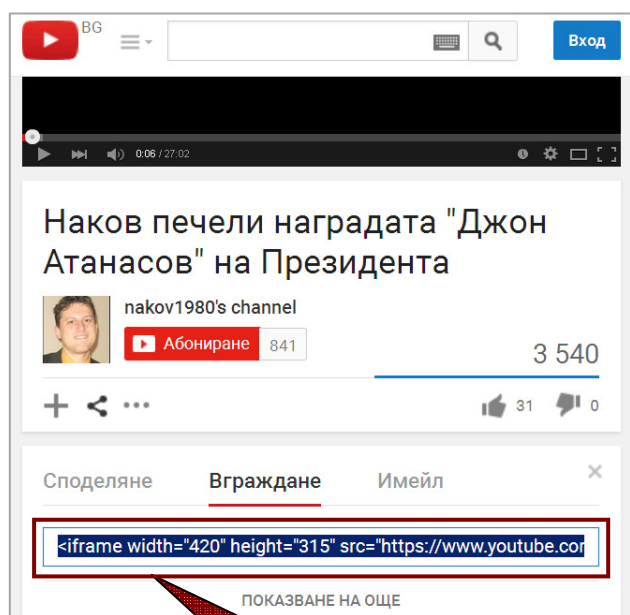 BG
Вход
0:06 / 27:02
Наков печели наградата "Джон
Атанасов" на Президента
nakov1980's channel
Абониране 841
3 540
31 0
Споделяне Вграждане Имейл
<iframe width="420" height="315" src="https://www.youtube.cor
ПОКАЗВАНЕ НА ОЩЕ